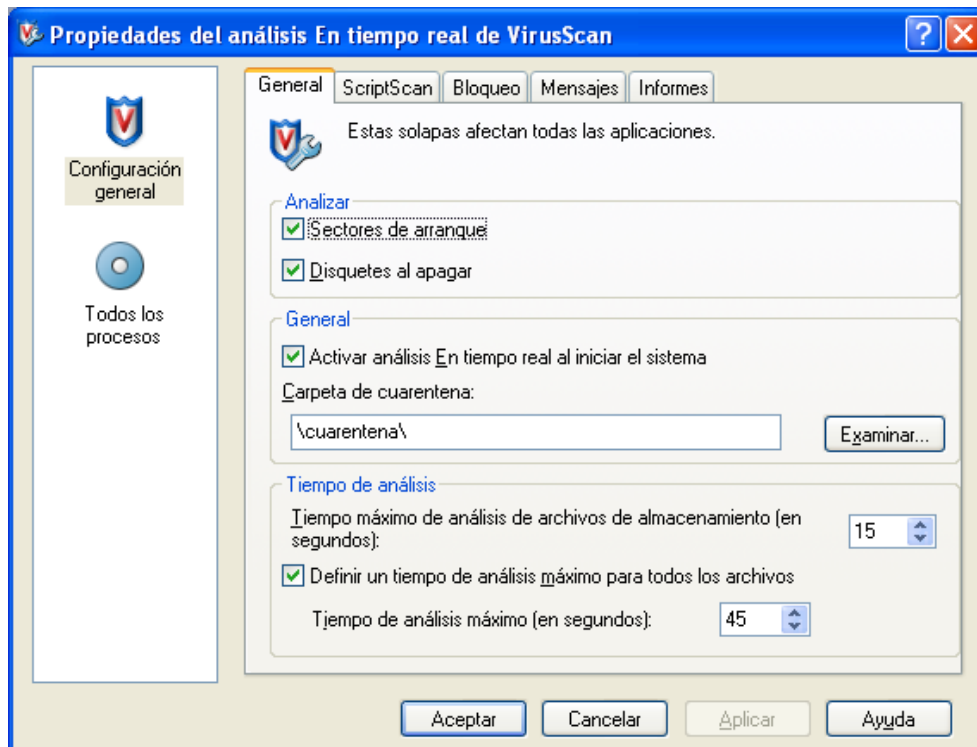 Propiedades del análisis En tiempo real de VirusScan
Configuración
general
Todos los
procesos
General
ScriptScan
Bloqueo
Mensajes
Informes
Estas solapas afectan todas las aplicaciones.
Analizar
Sectores de arranque
Disquetes al apagar
General
Activar análisis En tiempo real al iniciar el sistema
Carpeta de cuarentena:
\cuarentena\
Examinar...
Tiempo de análisis
Tiempo máximo de análisis de archivos de almacenamiento (en
segundos):
15
Definir un tiempo de análisis máximo para todos los archivos
Tiempo de análisis máximo (en segundos):
45
Aceptar
Cancelar
Aplicar
Ayuda